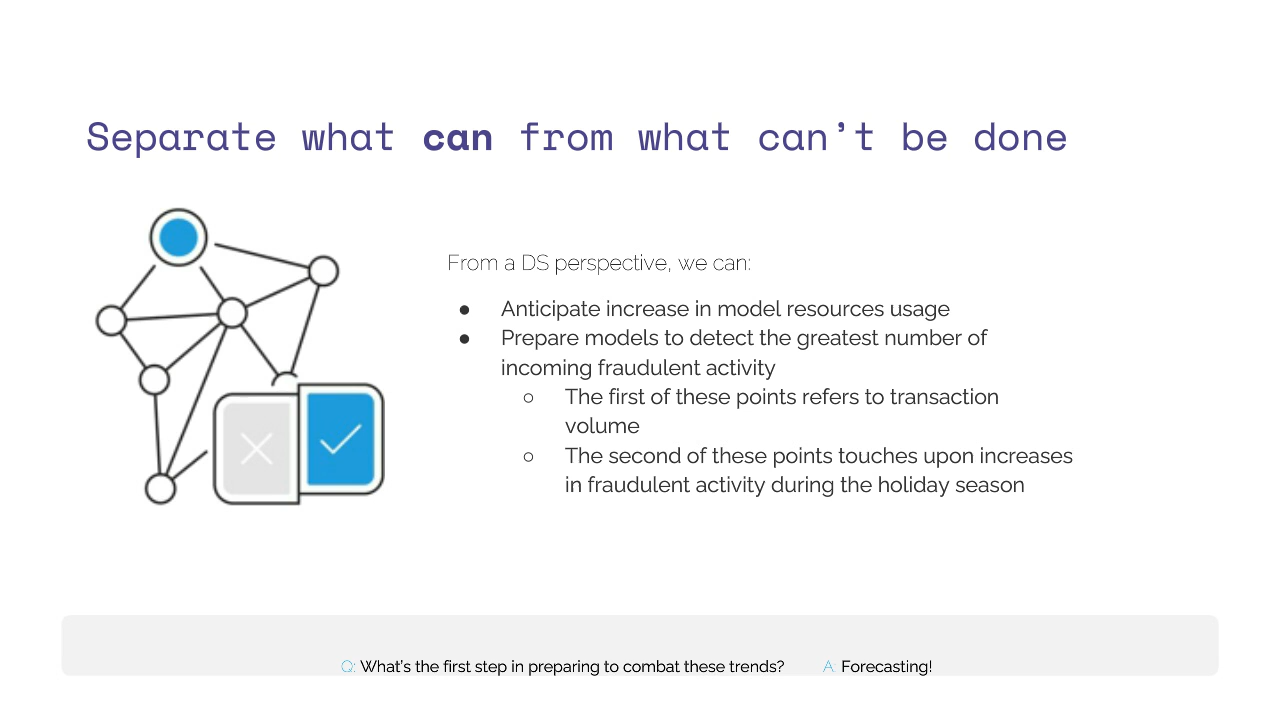 Separate what can from what can't be done
From a DS perspective, we can:
● Anticipate increase in model resources usage
● Prepare models to detect the greatest number of
incoming fraudulent activity
○ The first of these points refers to transaction
volume
○ The second of these points touches upon increases
in fraudulent activity during the holiday season
Q: What's the first step in preparing to combat these trends? A: Forecasting!